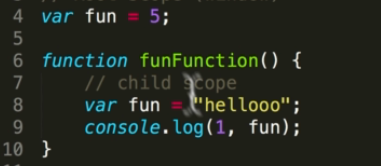 4 var fun = 5;
5
6 function funFunction() {
7 // child scope
8 var fun = "hellooo";
9 console.log(1, fun);
10 }